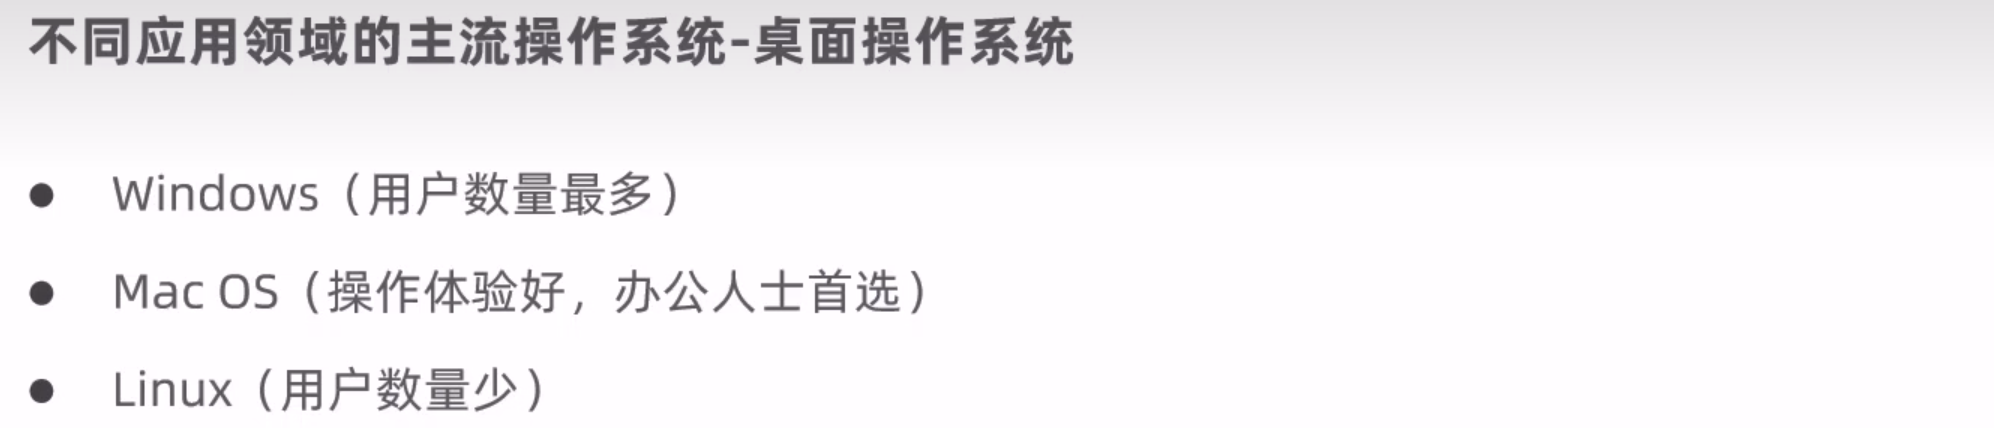 不同应用领域的主流操作系统-桌面操作系统
● Windows（用户数量最多）
● Mac OS（操作体验好，办公人士首选）
● Linux（用户数量少）